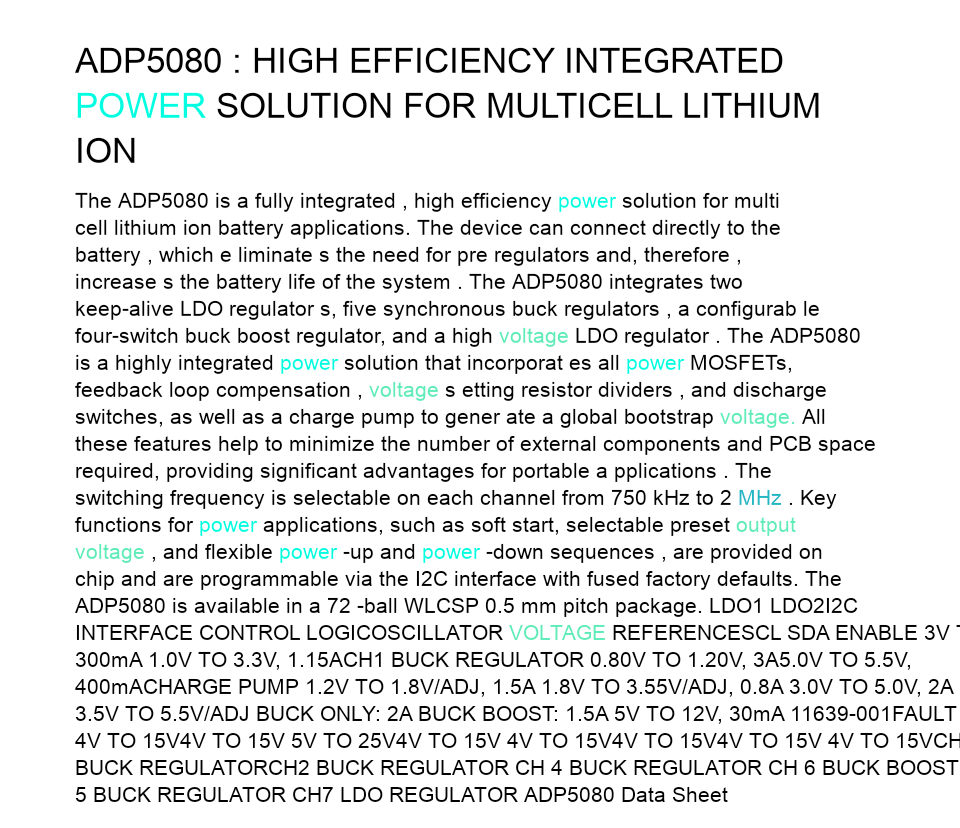 ADP5080 : HIGH EFFICIENCY INTEGRATED
POWER SOLUTION FOR MULTICELL LITHIUM
ION
The ADP5080 is a fully integrated , high efficiency power solution for multi
cell lithium ion battery applications. The device can connect directly to the
battery , which e liminate s the need for pre regulators and, therefore ,
increase s the battery life of the system . The ADP5080 integrates two
keep-alive LDO regulator s, five synchronous buck regulators , a configurab le
four-switch buck boost regulator, and a high voltage LDO regulator . The ADP5080
is a highly integrated power solution that incorporat es all power MOSFETs,
feedback loop compensation , voltage s etting resistor dividers , and discharge
switches, as well as a charge pump to gener ate a global bootstrap voltage. All
these features help to minimize the number of external components and PCB space
required, providing significant advantages for portable a pplications . The
switching frequency is selectable on each channel from 750 kHz to 2 MHz . Key
functions for power applications, such as soft start, selectable preset output
voltage , and flexible power -up and power -down sequences , are provided on
chip and are programmable via the I2C interface with fused factory defaults. The
ADP5080 is available in a 72 -ball WLCSP 0.5 mm pitch package. LDO1 LDO2I2C
INTERFACE CONTROL LOGICOSCILLATOR VOLTAGE REFERENCESCL SDA ENABLE 3V
300mA 1.0V TO 3.3V, 1.15ACH1 BUCK REGULATOR 0.80V TO 1.20V, 3A5.0V TO 5.5V,
400mACHARGE PUMP 1.2V TO 1.8V/ADJ, 1.5A 1.8V TO 3.55V/ADJ, 0.8A 3.0V TO 5.0V, 2A
3.5V TO 5.5V/ADJ BUCK ONLY: 2A BUCK BOOST: 1.5A 5V TO 12V, 30mA 11639-001FAULT
4V TO 15V4V TO 15V 5V TO 25V4V TO 15V 4V TO 15V4V TO 15V4V TO 15V 4V TO 15VCH
BUCK REGULATORCH2 BUCK REGULATOR CH 4 BUCK REGULATOR CH 6 BUCK BOOST
5 BUCK REGULATOR CH7 LDO REGULATOR ADP5080 Data Sheet